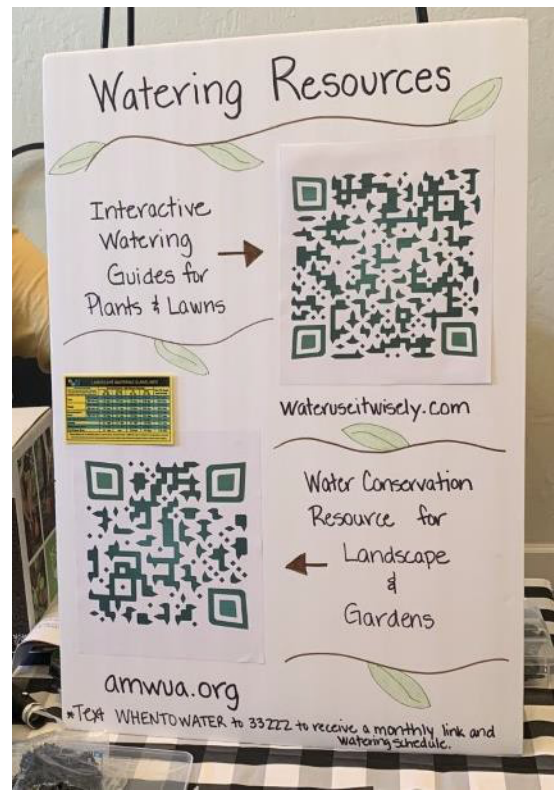 Watering Resources
Interactive
Watering
Guides for
Plants & Lawns
wateruseitwisely.com
Water Conservation
Resource for
Landscape
&
Gardens
amwua.org
*Text WHENTOWATER to 33222 to receive a monthly link and
watering schedule.